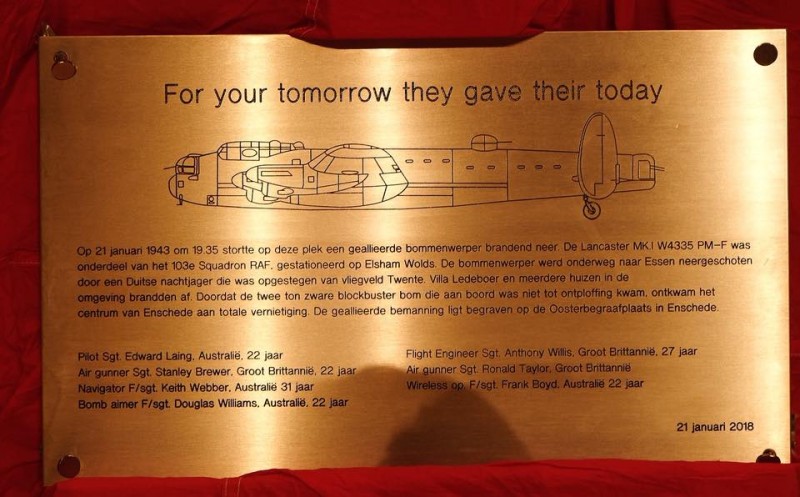 For your tomorrow they gave their today
Op 21 januari 1943 om 19.35 stortte op deze plek een geallieerde bommenwerper brandend neer. De Lancaster MK.I W4335 PM-F was
onderdeel van het 103e Squadron RAF, gestationeerd op Elsham Wolds. De bommenwerper werd onderweg naar Essen neergeschoten
door een Duitse nachtjager die was opgestegen van vliegveld Twente. Villa Ledeboer en meerdere huizen in de
omgeving brandden af. Doordat de twee ton zware blockbuster bom die aan boord was niet tot ontploffing kwam, ontkwam het
centrum van Enschede aan totale vernietiging. De geallieerde bemanning ligt begraven op de Oosterbegraafplaats in Enschede.
Pilot Sgt. Edward Laing, Australië, 22 jaar
Air gunner Sgt. Stanley Brewer, Groot Brittannië, 22 jaar
Navigator F/sgt. Keith Webber, Australië 31 jaar
Bomb aimer F/sgt. Douglas Williams, Australië, 22 jaar
Flight Engineer Sgt. Anthony Willis, Groot Brittannië, 27 jaar
Air gunner Sgt. Ronald Taylor, Groot Brittannië
Wireless op. F/sgt. Frank Boyd, Australië 22 jaar
21 januari 2018